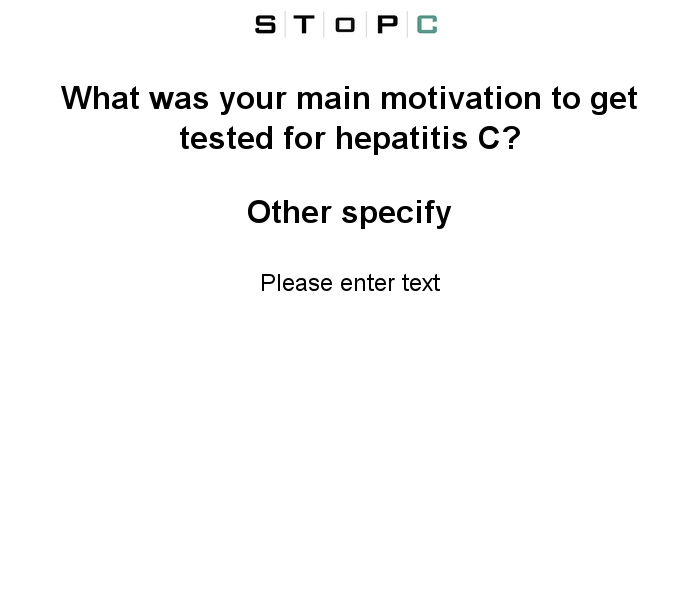 S T O P C
What was your main motivation to get
tested for hepatitis C?
Other specify
Please enter text